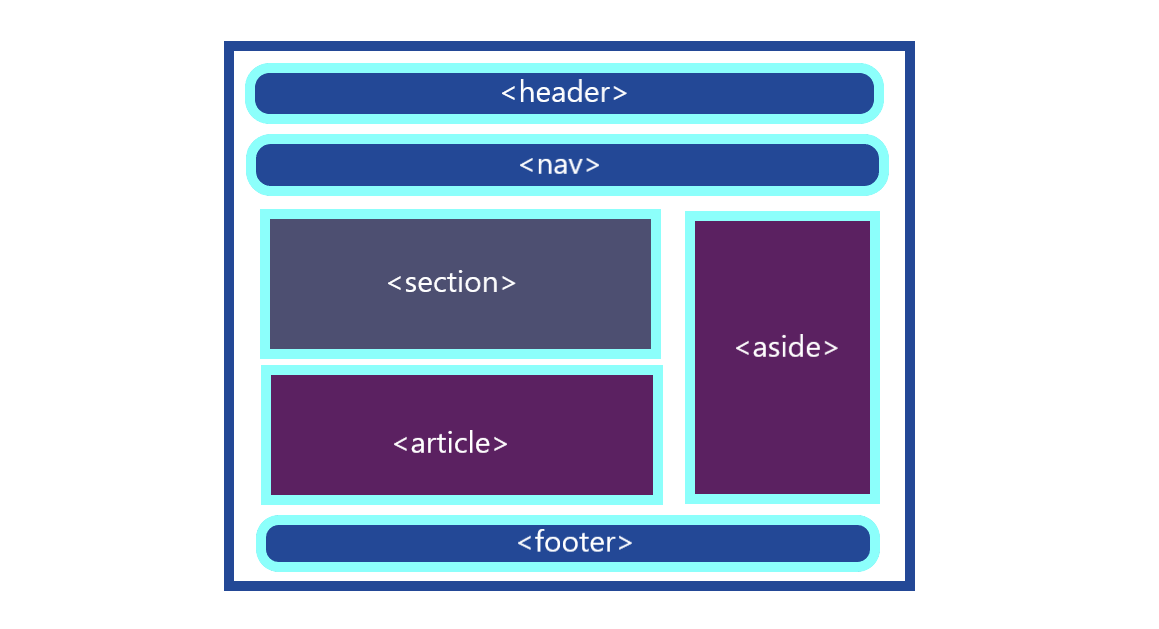 <header>
<nav>
<section>
<aside>
<article>
<footer>